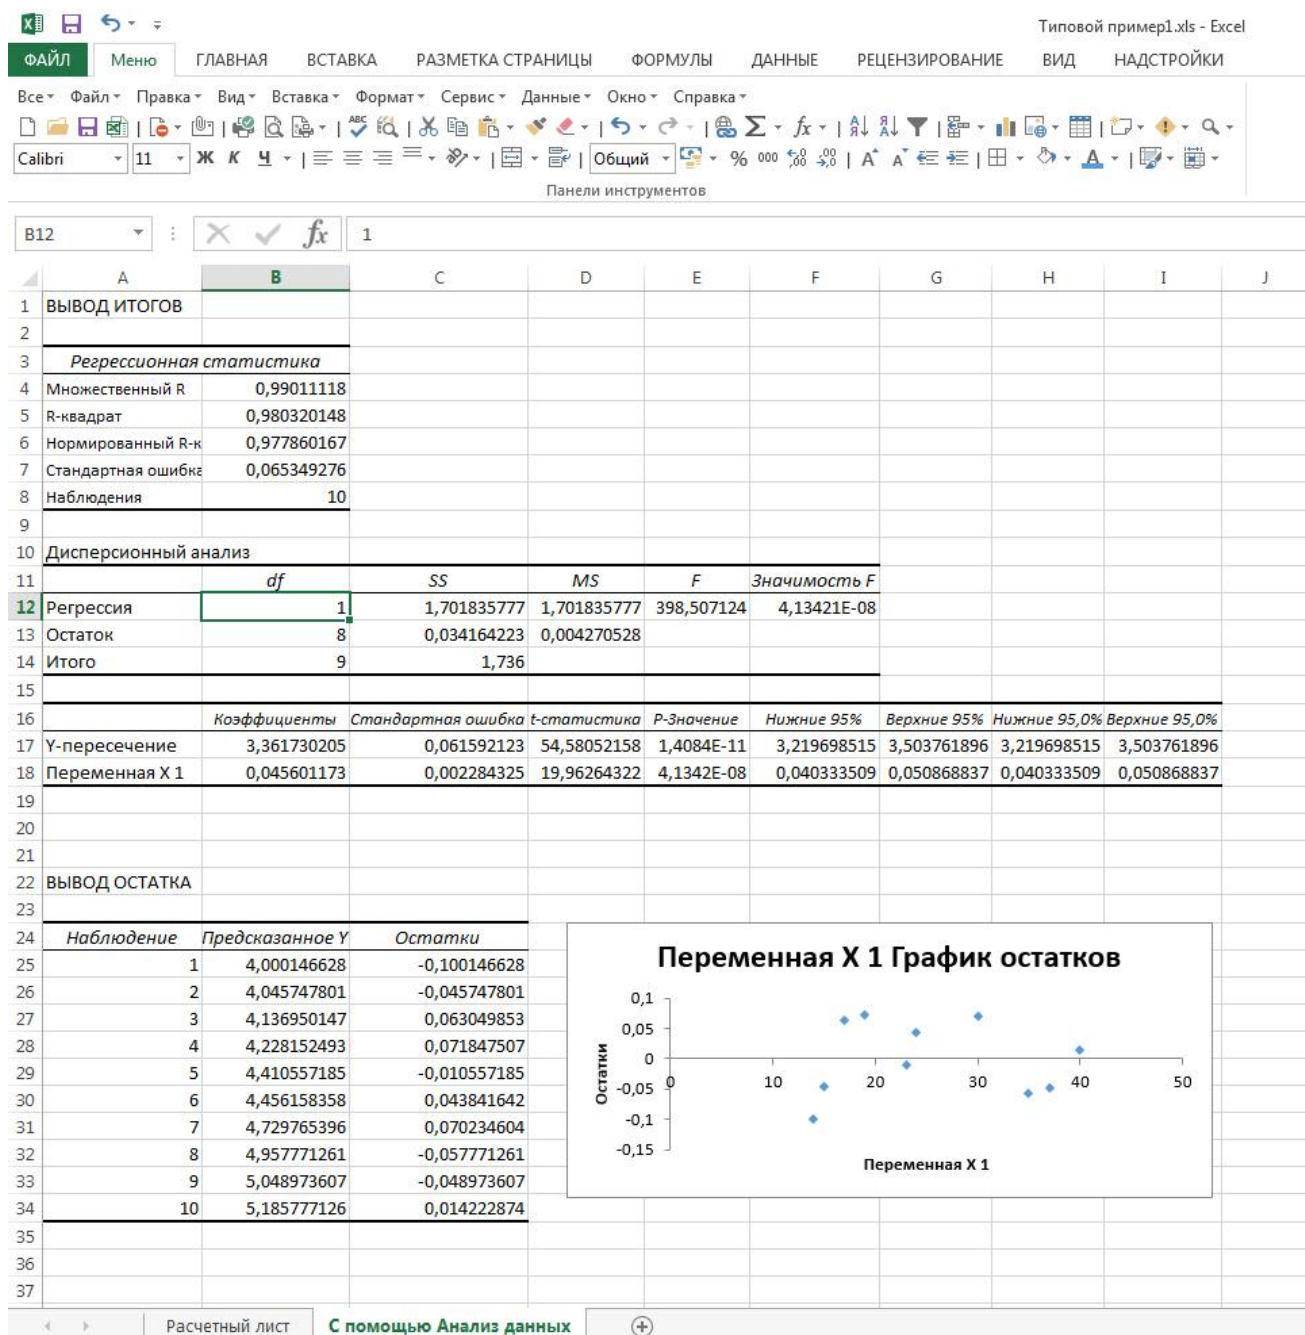 Типовой пример1.xls - Excel
ФАЙЛ Меню ГЛАВНАЯ ВСТАВКА РАЗМЕТКА СТРАНИЦЫ ФОРМУЛЫ ДАННЫЕ РЕЦЕНЗИРОВАНИЕ ВИД НАДСТРОЙКИ
Все Файл Правка Вид Вставка Формат Сервис Данные Окно Справка
Calibri 11 Ж К Ч Общий % 000
Панели инструментов
B12 fx 1
A B C D E F G H I J
1 ВЫВОД ИТОГОВ
2
3 Регрессионная статистика
4 Множественный R 0,99011118
5 R-квадрат 0,980320148
6 Нормированный R-к 0,977860167
7 Стандартная ошибка 0,065349276
8 Наблюдения 10
9
10 Дисперсионный анализ
11 df SS MS F Значимость F
12 Регрессия 1 1,701835777 1,701835777 398,507124 4,13421E-08
13 Остаток 8 0,034164223 0,004270528
14 Итого 9 1,736
15
16 Коэффициенты Стандартная ошибка t-статистика P-Значение Нижние 95% Верхние 95% Нижние 95,0% Верхние 95,0%
17 Y-пересечение 3,361730205 0,061592123 54,58052158 1,4084E-11 3,219698515 3,503761896 3,219698515 3,503761896
18 Переменная X 1 0,045601173 0,002284325 19,96264322 4,1342E-08 0,040333509 0,050868837 0,040333509 0,050868837
19
20
21
22 ВЫВОД ОСТАТКА
23
24 Наблюдение Предсказанное Y Остатки
25 1 4,000146628 -0,100146628
26 2 4,045747801 -0,045747801
27 3 4,136950147 0,063049853
28 4 4,228152493 0,071847507
29 5 4,410557185 -0,010557185
30 6 4,456158358 0,043841642
31 7 4,729765396 0,070234604
32 8 4,957771261 -0,057771261
33 9 5,048973607 -0,048973607
34 10 5,185777126 0,014222874
35
36
37
Переменная X 1 График остатков
0,1
0,05
0
-0,05
-0,1
-0,15
0 10 20 30 40 50
Остатки
Переменная X 1
Расчетный лист С помощью Анализ данных